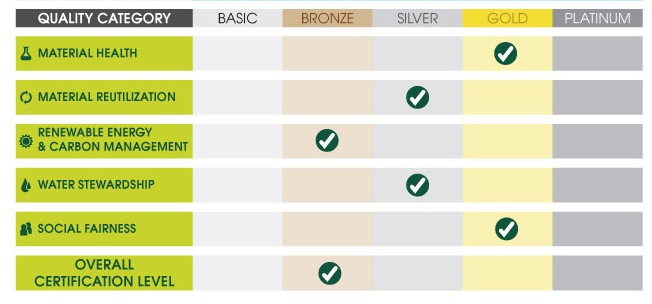 QUALITY CATEGORY BASIC BRONZE SILVER GOLD PLATINUM
MATERIAL HEALTH
MATERIAL REUTILIZATION
RENEWABLE ENERGY
& CARBON MANAGEMENT
WATER STEWARDSHIP
SOCIAL FAIRNESS
OVERALL
CERTIFICATION LEVEL